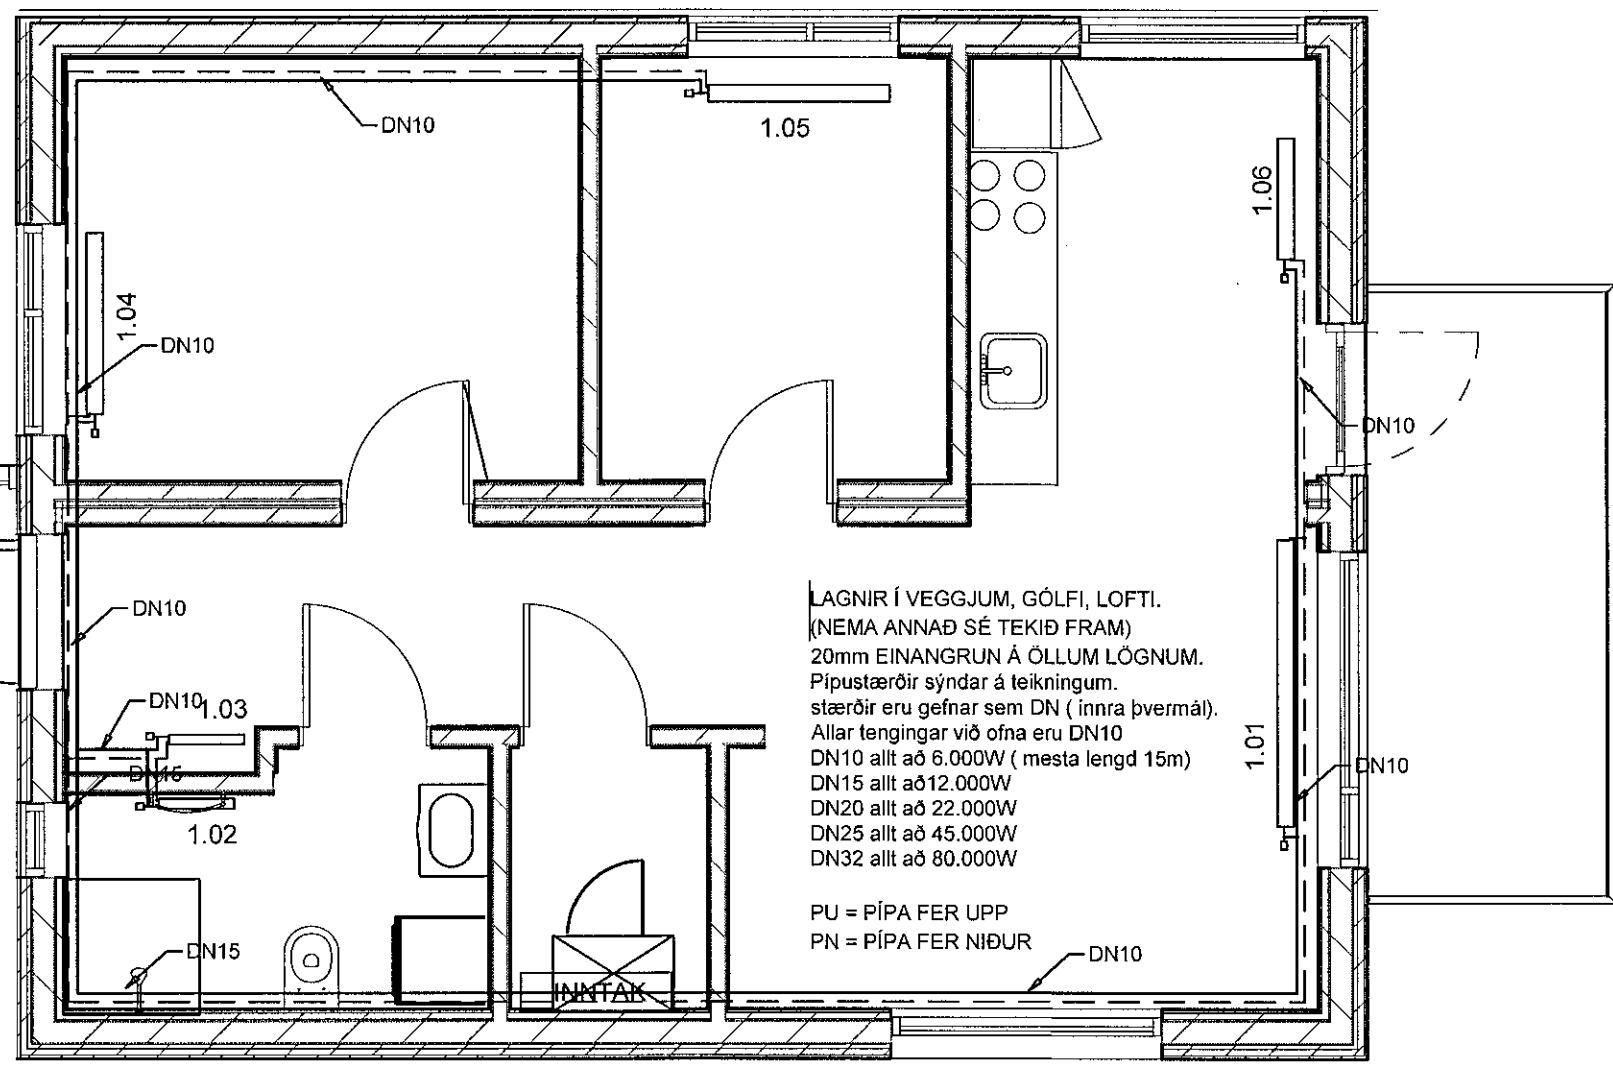 DN10
1.05
1.06
1.04
DN10
DN10
DN10
DN10
1.03
DN15
1.02
LAGNIR Í VEGGJUM, GÓLFI, LOFTI.
(NEMA ANNAÐ SÉ TEKIÐ FRAM)
20mm EINANGRUN Á ÖLLUM LÖGNUM.
Pípustærðir sýndar á teikningum.
stærðir eru gefnar sem DN ( innra þvermál).
Allar tengingar við ofna eru DN10
DN10 allt að 6.000W ( mesta lengd 15m)
DN15 allt að12.000W
DN20 allt að 22.000W
DN25 allt að 45.000W
DN32 allt að 80.000W
PU = PÍPA FER UPP
PN = PÍPA FER NIÐUR
1.01
DN10
DN15
INNTAK
DN10